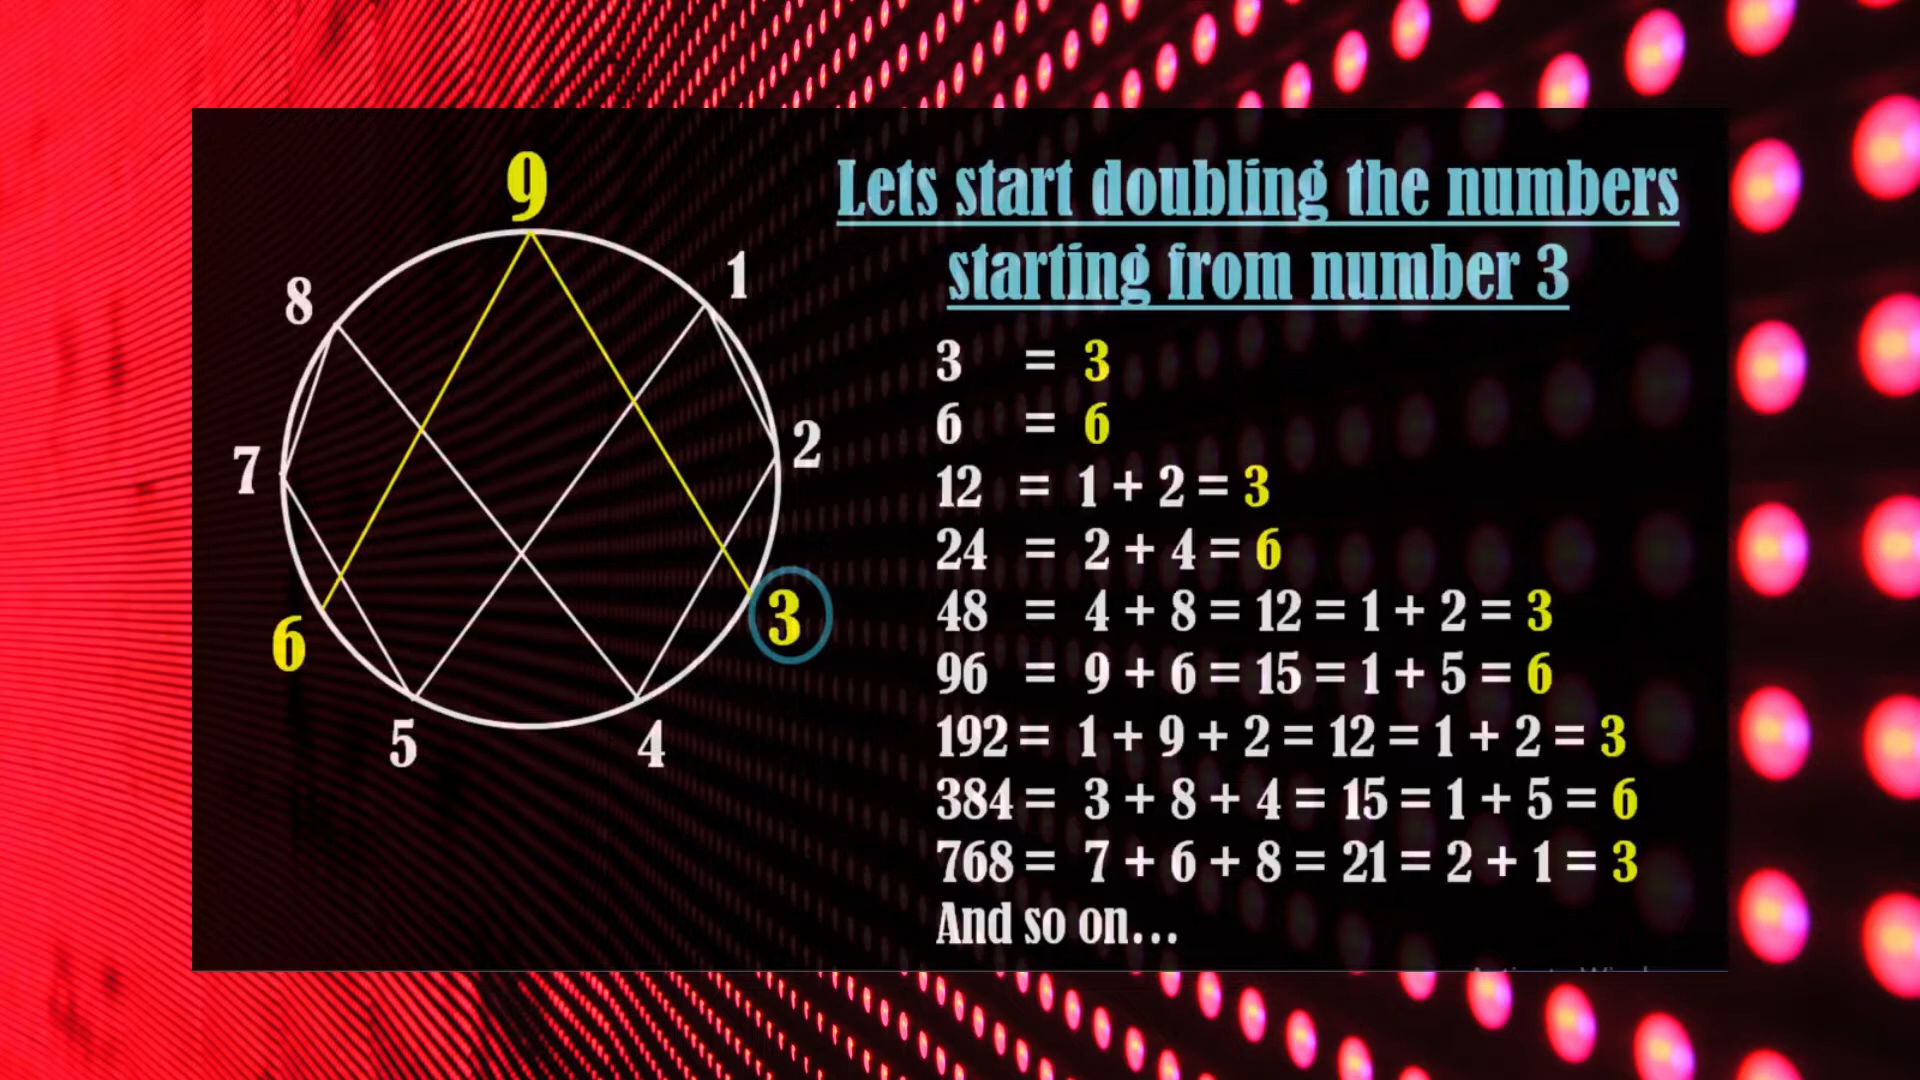 9
8
1
7
2
6
3
5
4
Lets start doubling the numbers
starting from number 3
3 = 3
6 = 6
12 = 1 + 2 = 3
24 = 2 + 4 = 6
48 = 4 + 8 = 12 = 1 + 2 = 3
96 = 9 + 6 = 15 = 1 + 5 = 6
192 = 1 + 9 + 2 = 12 = 1 + 2 = 3
384 = 3 + 8 + 4 = 15 = 1 + 5 = 6
768 = 7 + 6 + 8 = 21 = 2 + 1 = 3
And so on...